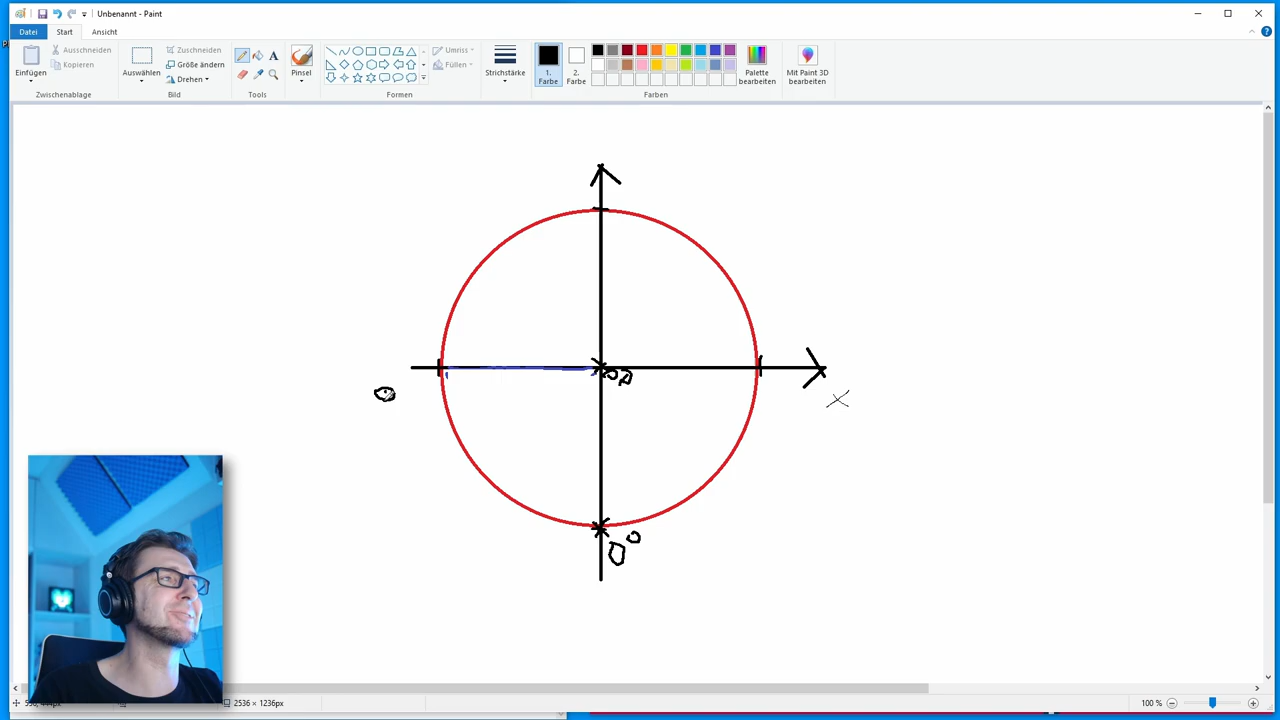 Unbenannt - Paint
Datei Start Ansicht
Einfügen
Ausschneiden
Kopieren
Zwischenablage
Auswählen
Zuschneiden
Größe ändern
Drehen
Bild
A
Tools
Pinsel
Umriss
Füllen
Formen
Strichstärke
1. Farbe
2. Farbe
Palette bearbeiten
Farben
Mit Paint 3D bearbeiten
x
0°
2536 × 1236px
100 %